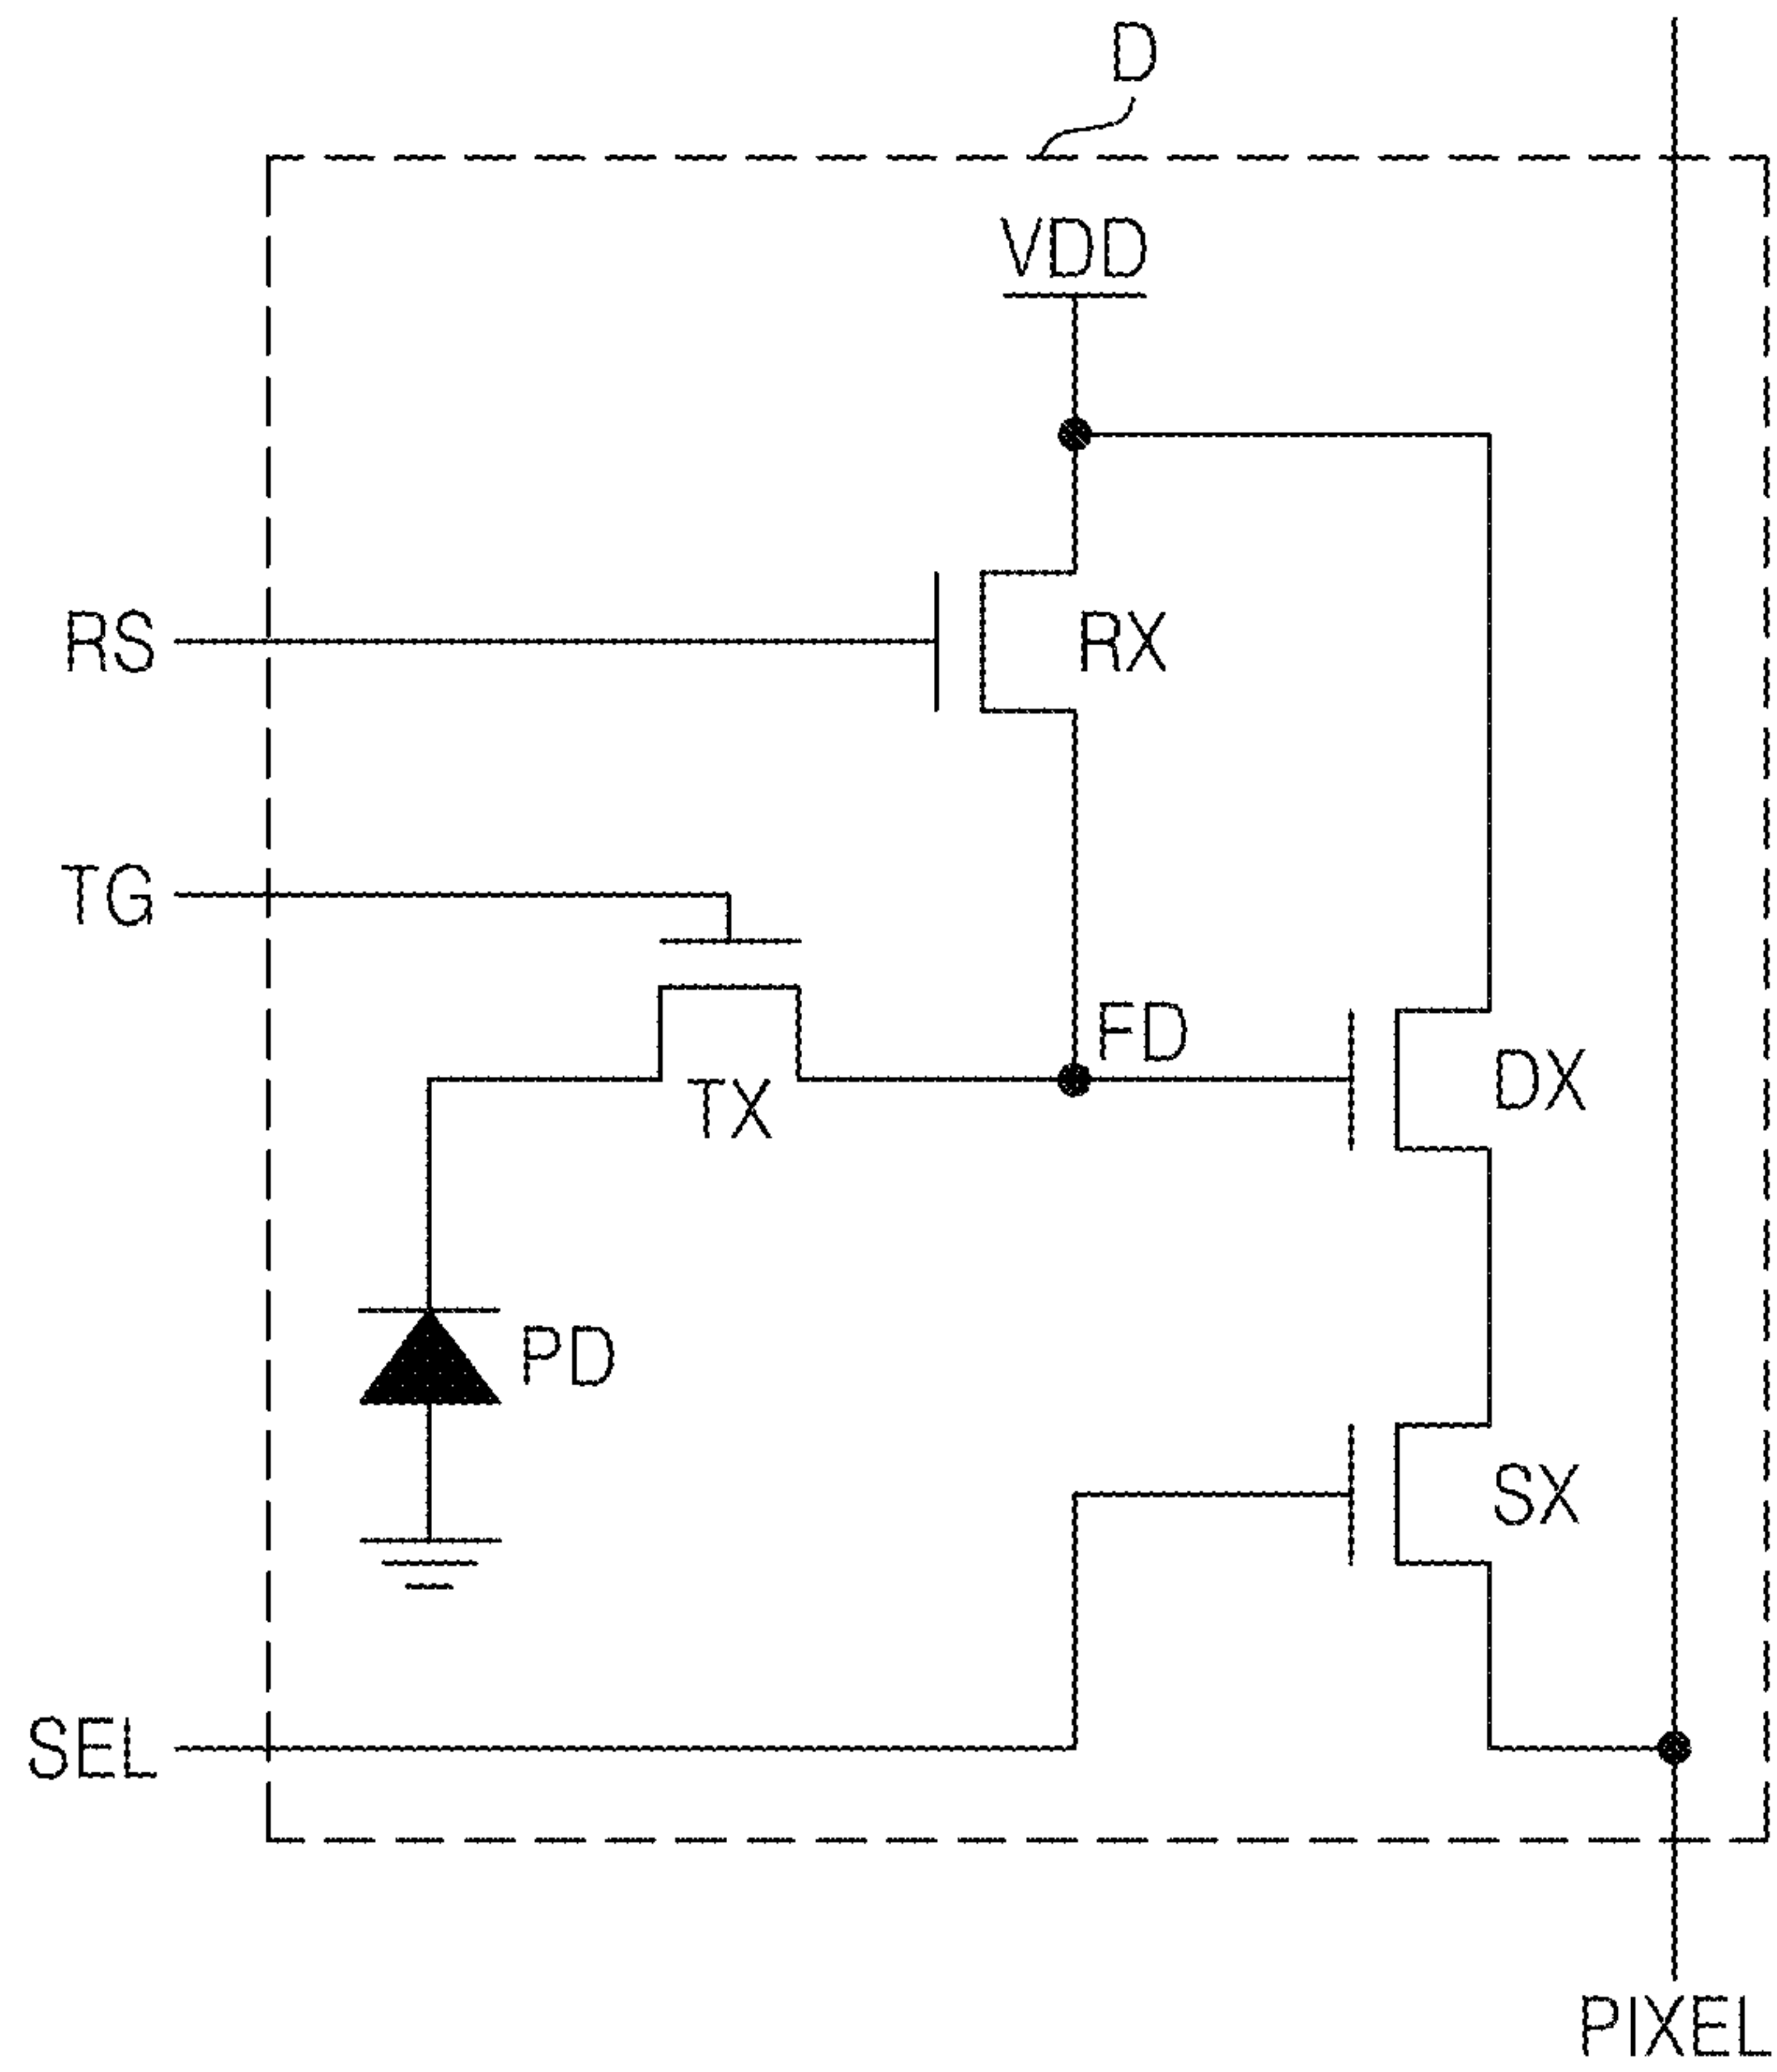 D
VDD
RS
RX
TG
FD
TX
DX
PD
SX
SEL
PIXEL